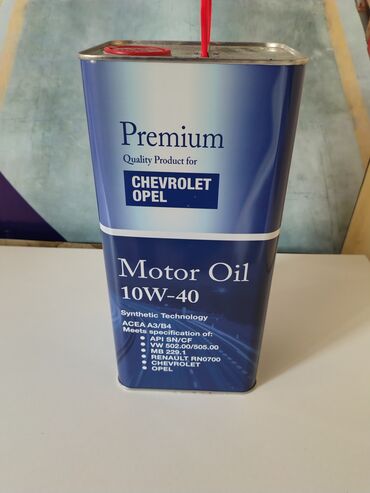 Premium
Quality Product for
CHEVROLET
OPEL
Motor Oil
10W-40
Synthetic Technology
ACEA A3/B4
Meets specification of:
• API SN/CF
• VW 502.00/505.00
• MB 229.1
• RENAULT RN0700
• CHEVROLET
• OPEL